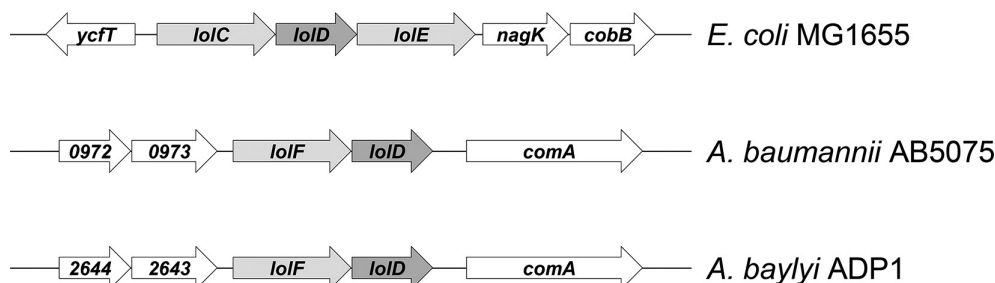 ycfT lolC lolD lolE nagK cobB E. coli MG1655
0972 0973 lolF lolD comA A. baumannii AB5075
2644 2643 lolF lolD comA A. baylyi ADP1